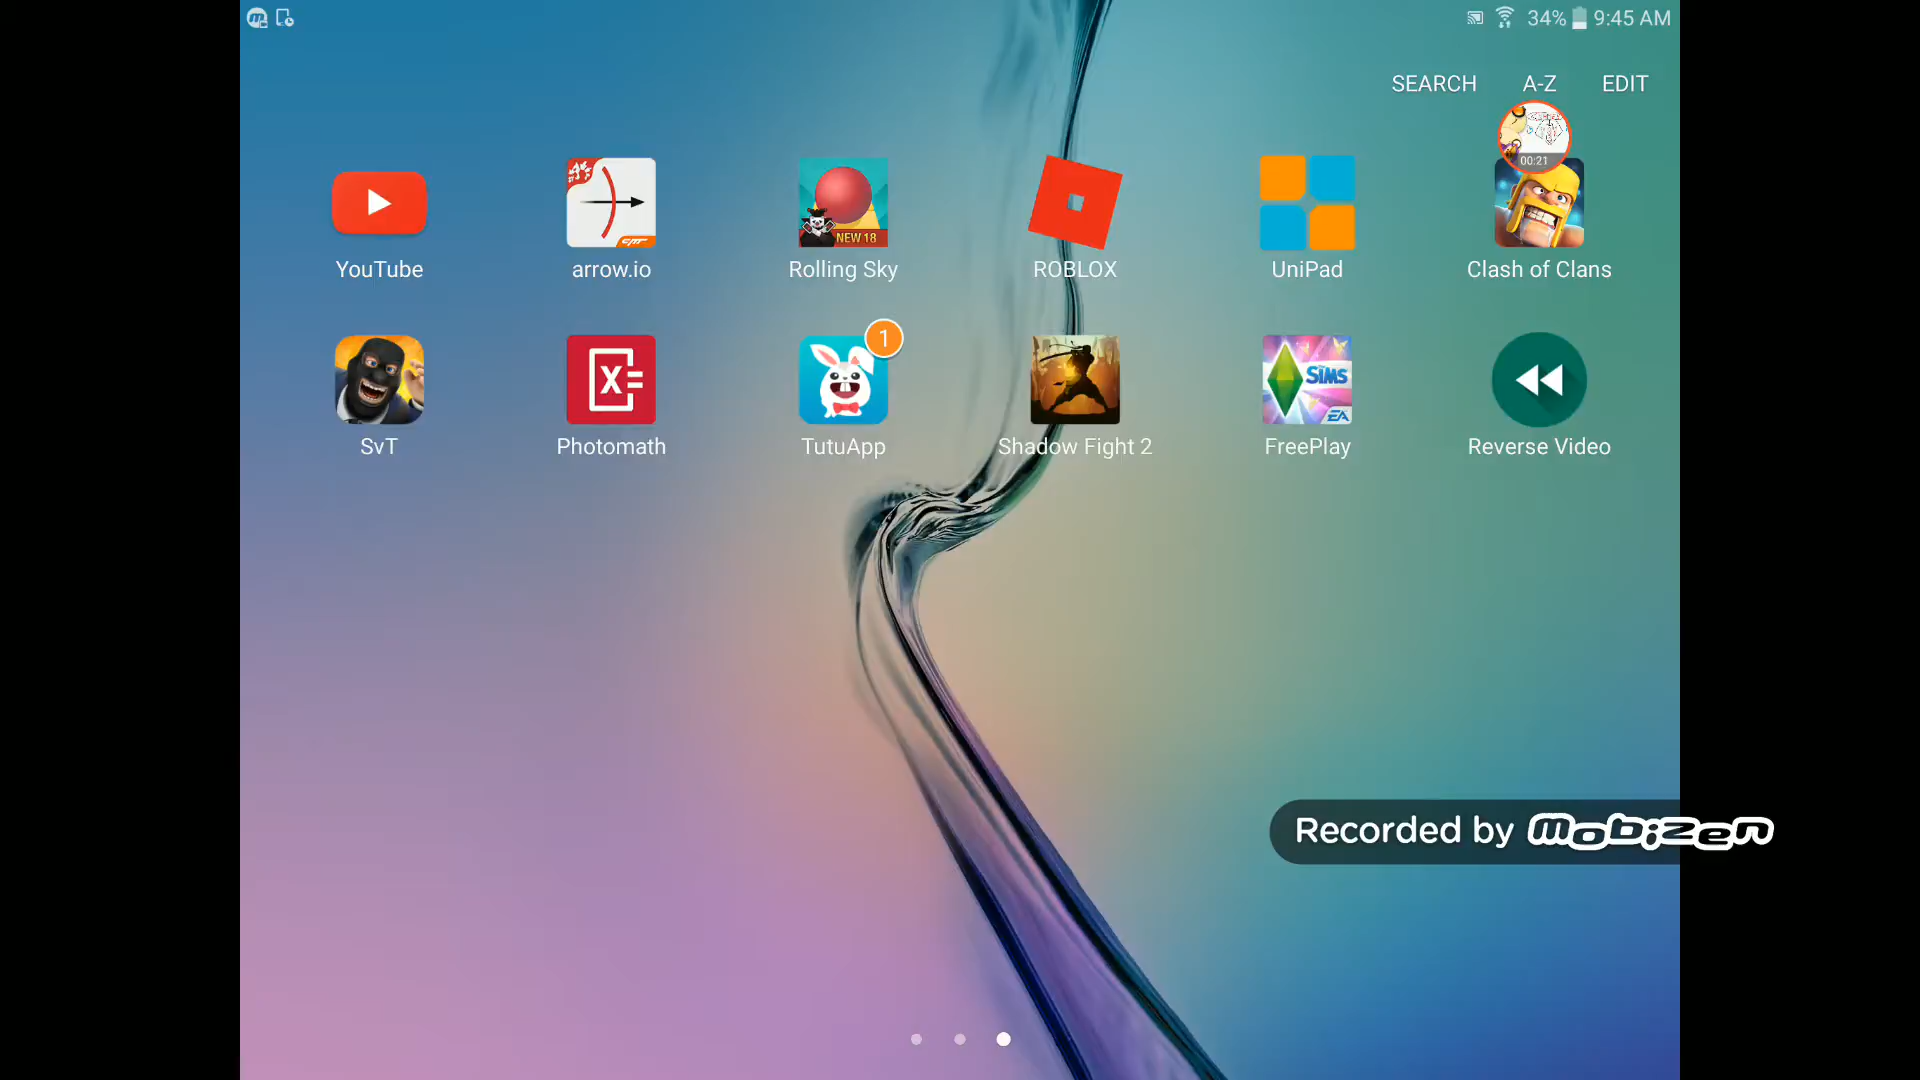 34% 9:45 AM
SEARCH A-Z EDIT
00:21
NEW 18
YouTube arrow.io Rolling Sky ROBLOX UniPad Clash of Clans
1
X=
SIMS
EA
SvT Photomath TutuApp Shadow Fight 2 FreePlay Reverse Video
Recorded by mobizen